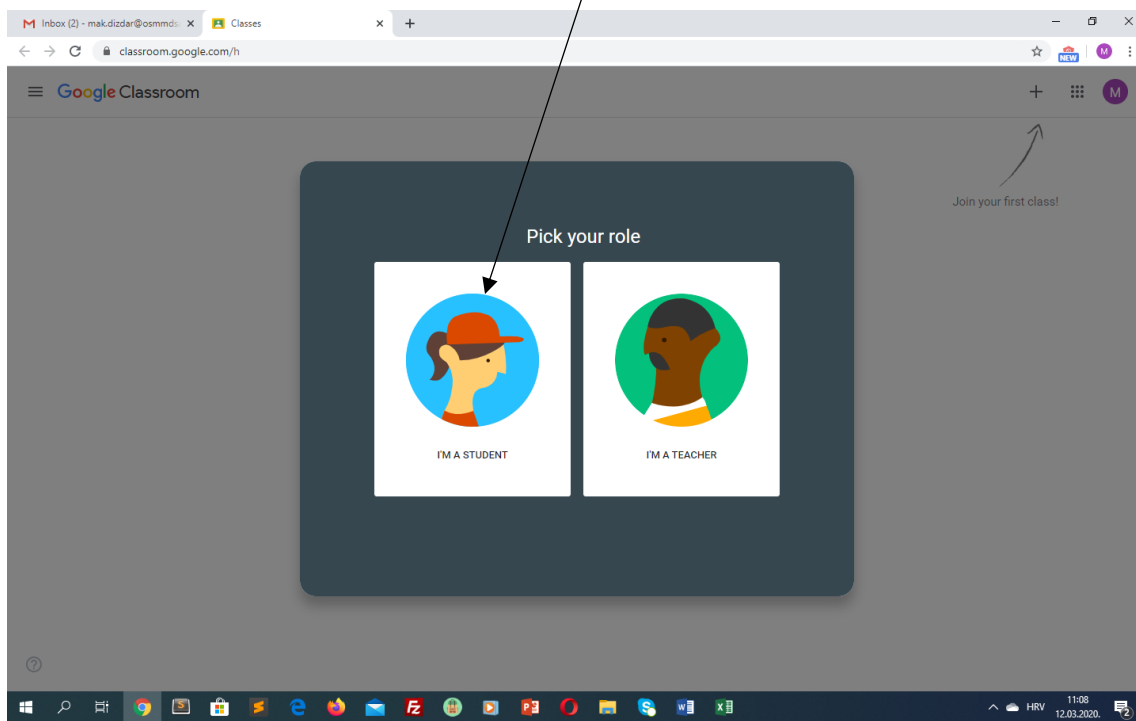 Inbox (2) - mak.dizdar@osmmds
Classes
classroom.google.com/h
NEW
M
Google Classroom
M
Join your first class!
Pick your role
I'M A STUDENT
I'M A TEACHER
11:08
HRV
12.03.2020.
2